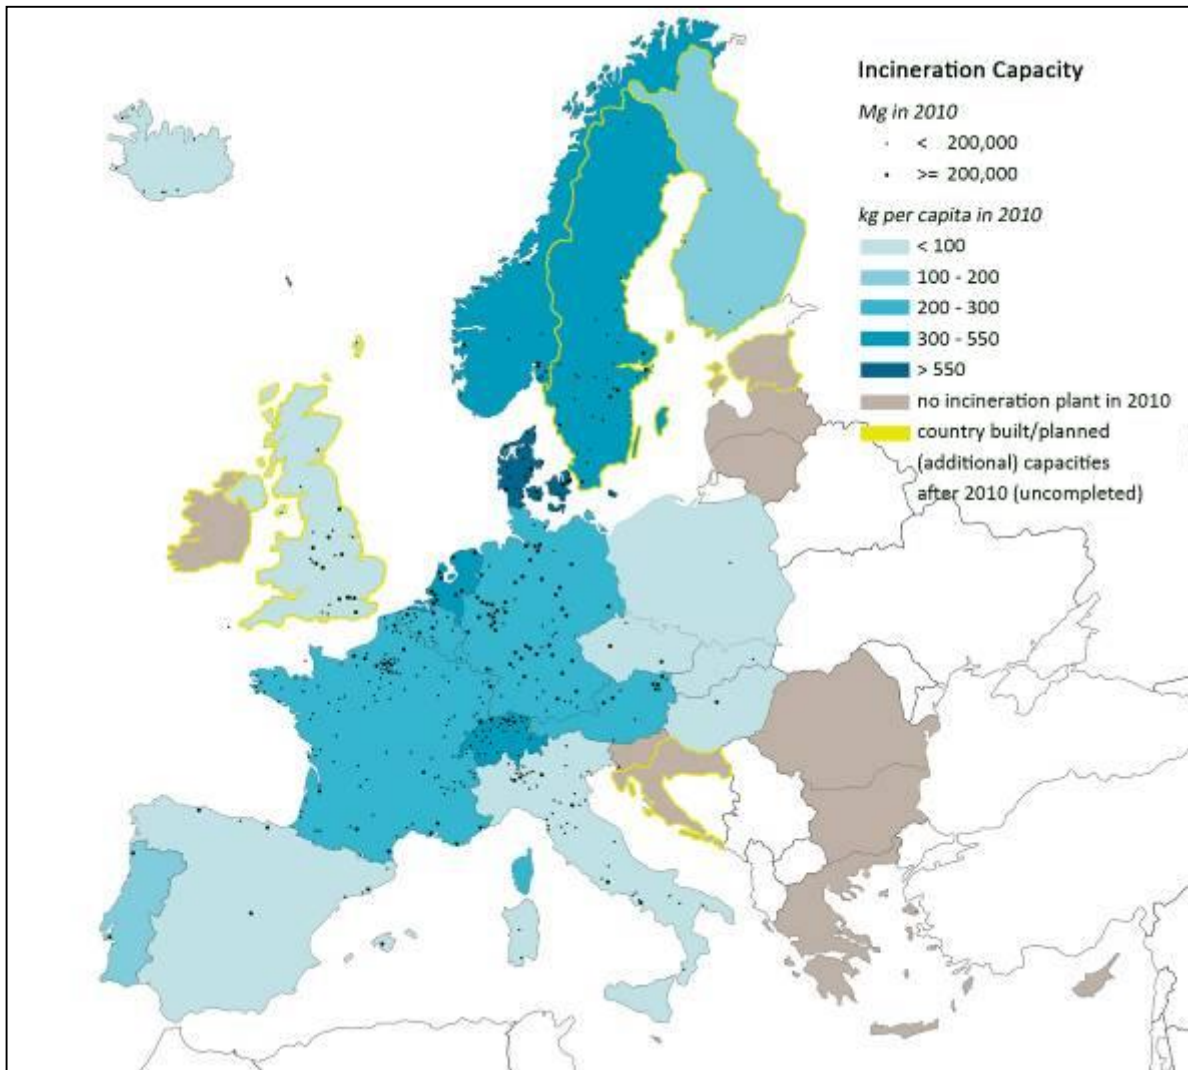 Incineration Capacity
Mg in 2010
< 200,000
>= 200,000
kg per capita in 2010
< 100
100 - 200
200 - 300
300 - 550
> 550
no incineration plant in 2010
country built/planned
(additional) capacities
after 2010 (uncompleted)